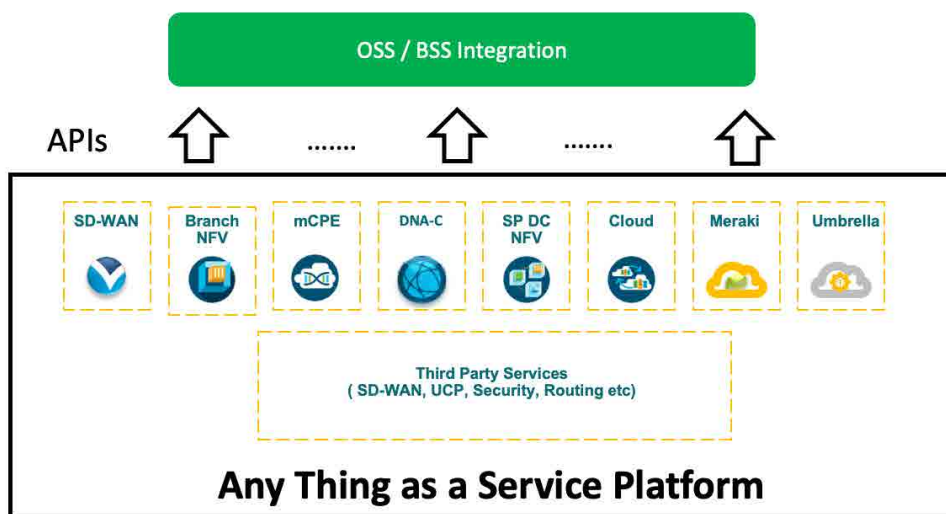 OSS / BSS Integration
APIs
.......
.......
SD-WAN
Branch
NFV
mCPE
DNA-C
SP DC
NFV
Cloud
Meraki
Umbrella
Third Party Services
( SD-WAN, UCP, Security, Routing etc)
Any Thing as a Service Platform